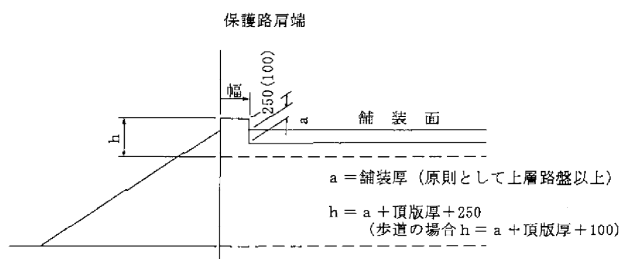 保護路肩端
幅
250(100)
a
舗装面
h
a=舗装厚(原則として上層路盤以上)
h=a+頂版厚+250
(歩道の場合h=a+頂版厚+100)